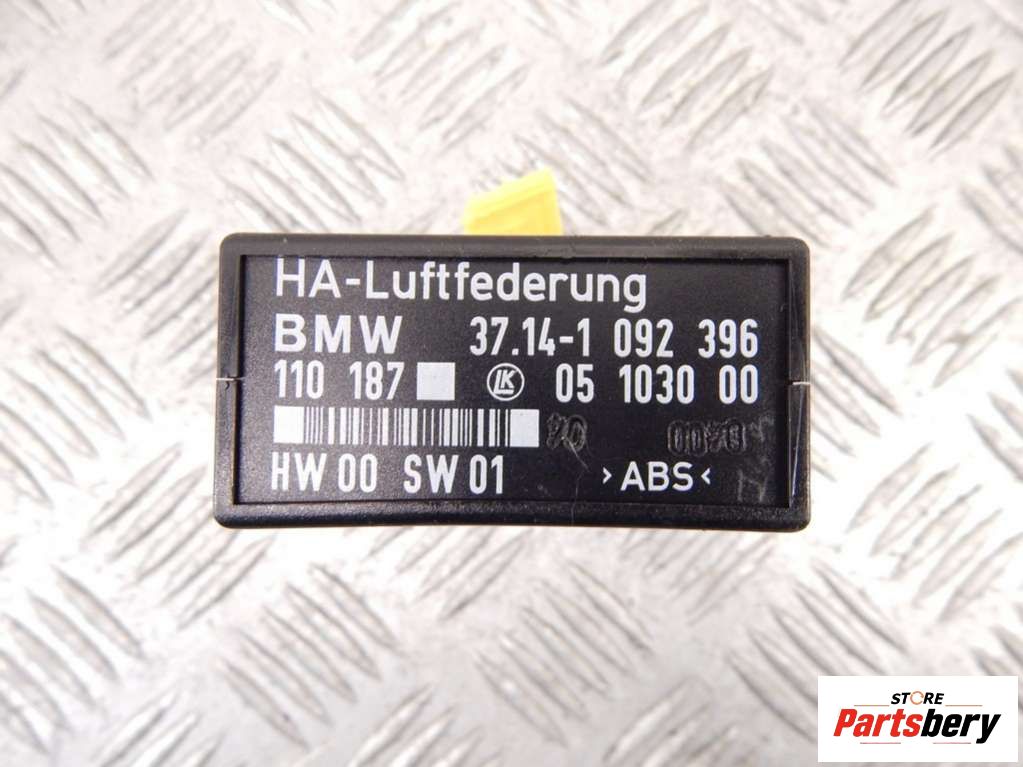 HA-Luftfederung
BMW 37.14-1 092 396
110 187 LK 05 1030 00
HW 00 SW 01 >ABS<
STORE
Partsbery